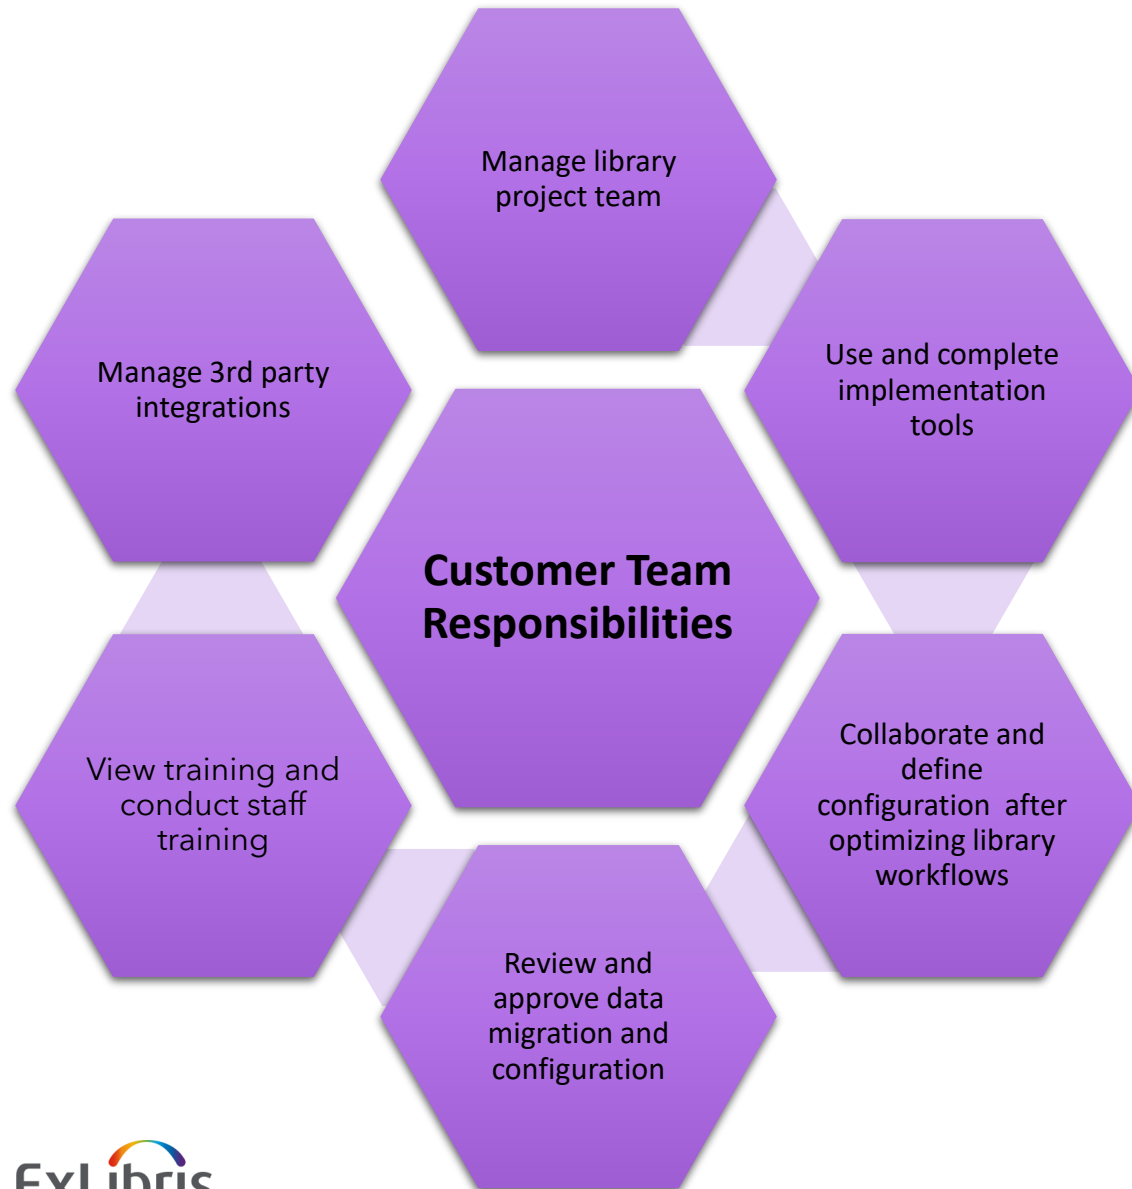 Manage library
project team
Use and complete
implementation
tools
Collaborate and
define
configuration  after
optimizing library
workflows
Review and
approve data
migration and
configuration
View training and
conduct staff
training
Manage 3rd party
integrations
Customer Team
Responsibilities
ExLibris